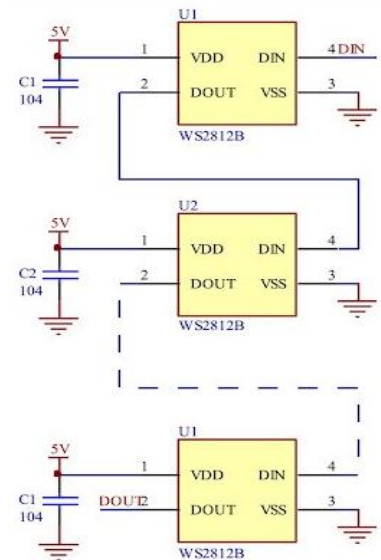 U1
5V
1 VDD DIN 4 DIN
C1
104
2 DOUT VSS 3
WS2812B
U2
5V
1 VDD DIN 4
C2
104
2 DOUT VSS 3
WS2812B
U1
5V
1 VDD DIN 4
C1
104
DOUT 2 DOUT VSS 3
WS2812B